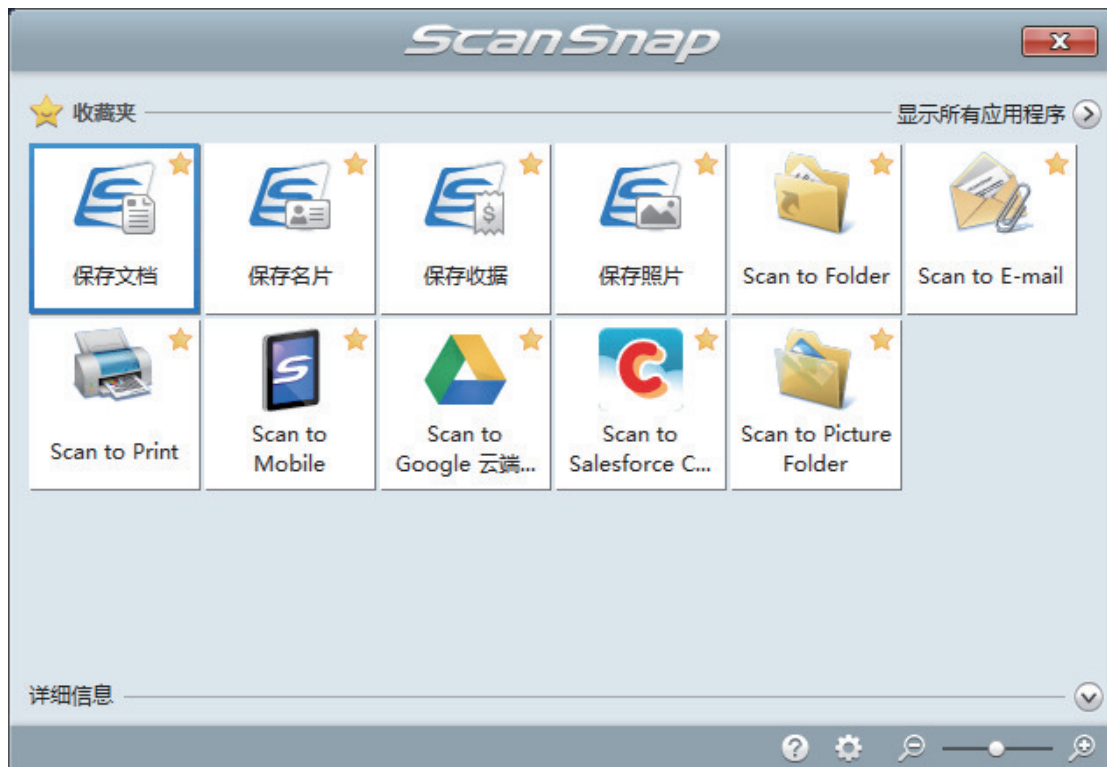 ScanSnap
收藏夹
显示所有应用程序
保存文档
保存名片
保存收据
保存照片
Scan to Folder
Scan to E-mail
Scan to Print
Scan to
Mobile
Scan to
Google 云端...
Scan to
Salesforce C...
Scan to Picture
Folder
详细信息